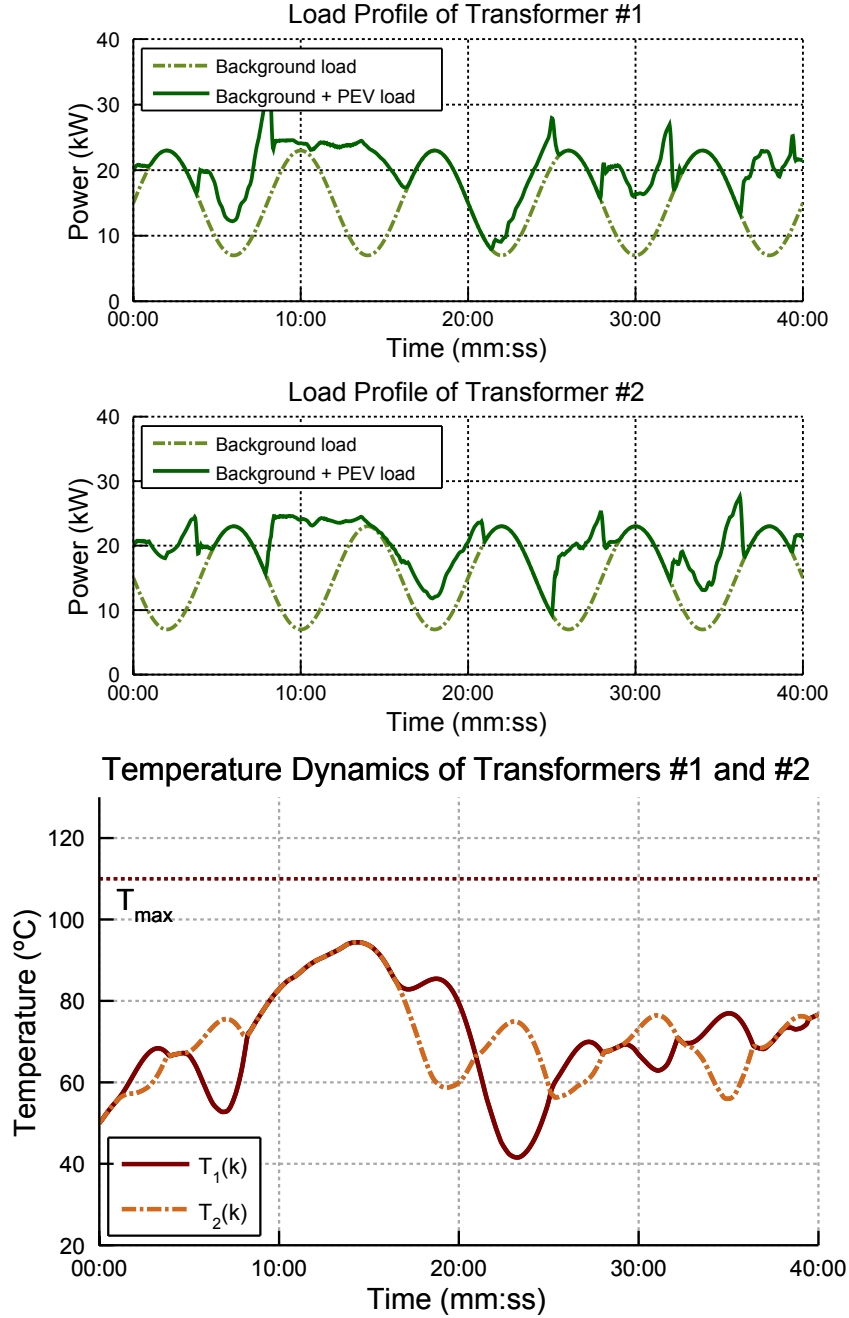 Load Profile of Transformer #1
40
30
20
10
0
Power (kW)
Background load
Background + PEV load
00:00 10:00 20:00 30:00 40:00
Time (mm:ss)
Load Profile of Transformer #2
40
30
20
10
0
Power (kW)
Background load
Background + PEV load
00:00 10:00 20:00 30:00 40:00
Time (mm:ss)
Temperature Dynamics of Transformers #1 and #2
120
100
80
60
40
20
Temperature (ºC)
T_max
T_1(k)
T_2(k)
00:00 10:00 20:00 30:00 40:00
Time (mm:ss)